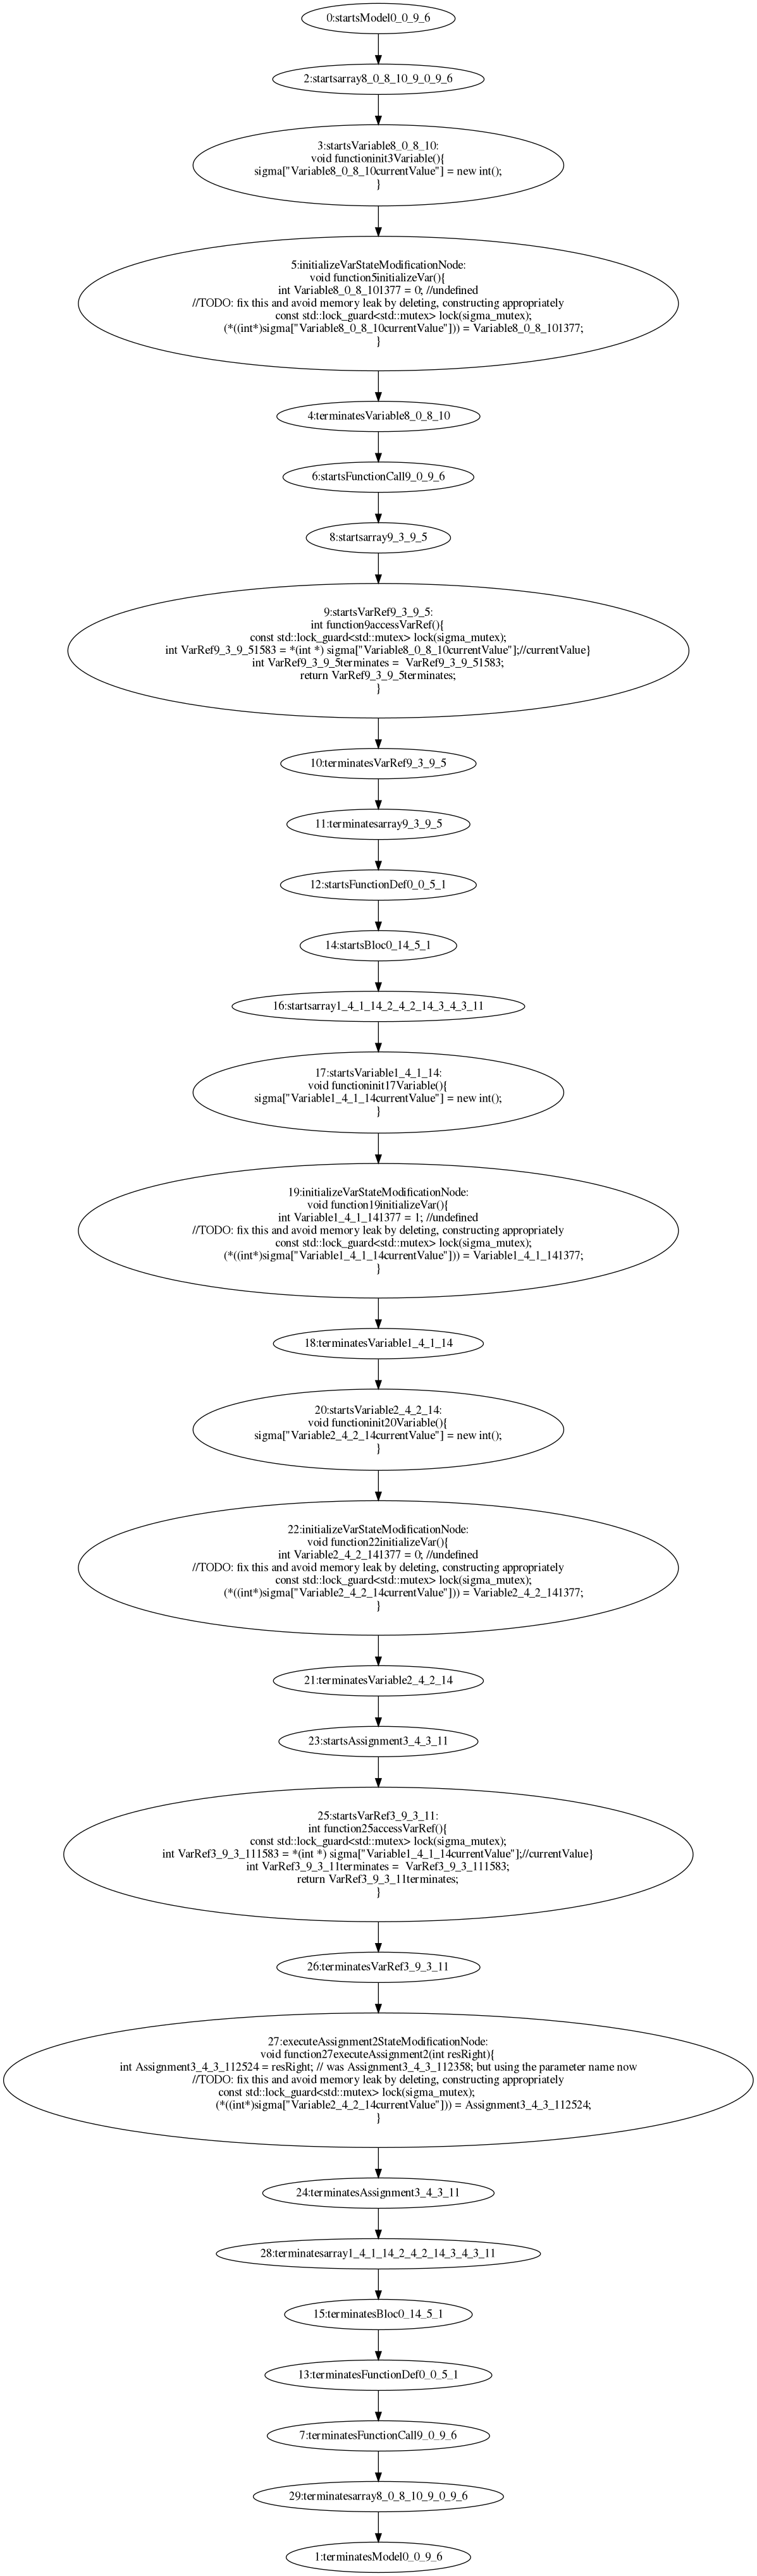 0:startsModel0_0_9_6
2:startsarray8_0_8_10_9_0_9_6
3:startsVariable8_0_8_10:
void functioninit3Variable(){
sigma["Variable8_0_8_10currentValue"] = new int();
}
5:initializeVarStateModificationNode:
void function5initializeVar(){
int Variable8_0_8_101377 = 0; //undefined
//TODO: fix this and avoid memory leak by deleting, constructing appropriately
const std::lock_guard<std::mutex> lock(sigma_mutex);
(*((int*)sigma["Variable8_0_8_10currentValue"])) = Variable8_0_8_101377;
}
4:terminatesVariable8_0_8_10
6:startsFunctionCall9_0_9_6
8:startsarray9_3_9_5
9:startsVarRef9_3_9_5:
int function9accessVarRef(){
const std::lock_guard<std::mutex> lock(sigma_mutex);
int VarRef9_3_9_51583 = *(int *) sigma["Variable8_0_8_10currentValue"];//currentValue}
int VarRef9_3_9_5terminates =  VarRef9_3_9_51583;
return VarRef9_3_9_5terminates;
}
10:terminatesVarRef9_3_9_5
11:terminatesarray9_3_9_5
12:startsFunctionDef0_0_5_1
14:startsBloc0_14_5_1
16:startsarray1_4_1_14_2_4_2_14_3_4_3_11
17:startsVariable1_4_1_14:
void functioninit17Variable(){
sigma["Variable1_4_1_14currentValue"] = new int();
}
19:initializeVarStateModificationNode:
void function19initializeVar(){
int Variable1_4_1_141377 = 1; //undefined
//TODO: fix this and avoid memory leak by deleting, constructing appropriately
const std::lock_guard<std::mutex> lock(sigma_mutex);
(*((int*)sigma["Variable1_4_1_14currentValue"])) = Variable1_4_1_141377;
}
18:terminatesVariable1_4_1_14
20:startsVariable2_4_2_14:
void functioninit20Variable(){
sigma["Variable2_4_2_14currentValue"] = new int();
}
22:initializeVarStateModificationNode:
void function22initializeVar(){
int Variable2_4_2_141377 = 0; //undefined
//TODO: fix this and avoid memory leak by deleting, constructing appropriately
const std::lock_guard<std::mutex> lock(sigma_mutex);
(*((int*)sigma["Variable2_4_2_14currentValue"])) = Variable2_4_2_141377;
}
21:terminatesVariable2_4_2_14
23:startsAssignment3_4_3_11
25:startsVarRef3_9_3_11:
int function25accessVarRef(){
const std::lock_guard<std::mutex> lock(sigma_mutex);
int VarRef3_9_3_111583 = *(int *) sigma["Variable1_4_1_14currentValue"];//currentValue}
int VarRef3_9_3_11terminates =  VarRef3_9_3_111583;
return VarRef3_9_3_11terminates;
}
26:terminatesVarRef3_9_3_11
27:executeAssignment2StateModificationNode:
void function27executeAssignment2(int resRight){
int Assignment3_4_3_112524 = resRight; // was Assignment3_4_3_112358; but using the parameter name now
//TODO: fix this and avoid memory leak by deleting, constructing appropriately
const std::lock_guard<std::mutex> lock(sigma_mutex);
(*((int*)sigma["Variable2_4_2_14currentValue"])) = Assignment3_4_3_112524;
}
24:terminatesAssignment3_4_3_11
28:terminatesarray1_4_1_14_2_4_2_14_3_4_3_11
15:terminatesBloc0_14_5_1
13:terminatesFunctionDef0_0_5_1
7:terminatesFunctionCall9_0_9_6
29:terminatesarray8_0_8_10_9_0_9_6
1:terminatesModel0_0_9_6